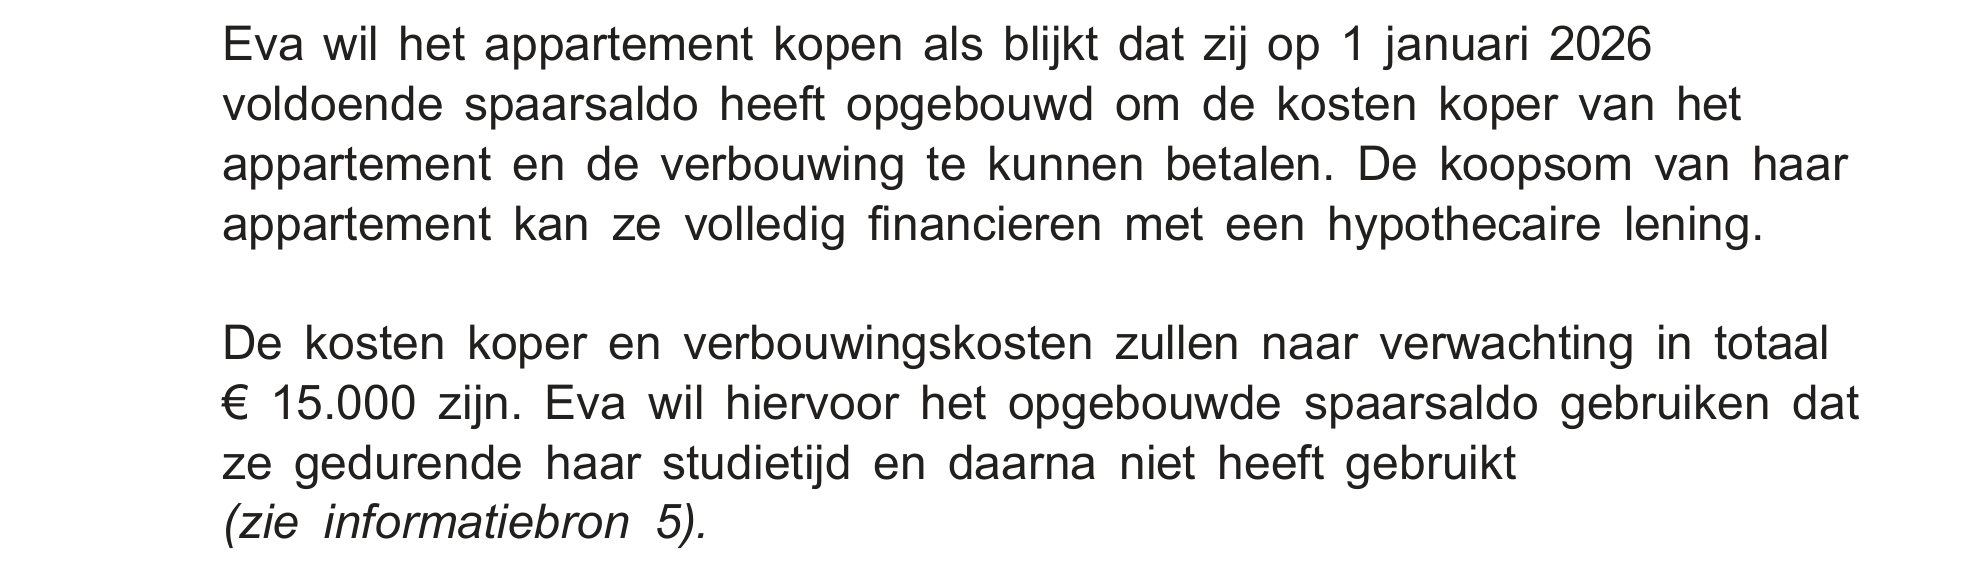 Eva wil het appartement kopen als blijkt dat zij op 1 januari 2026
voldoende spaarsaldo heeft opgebouwd om de kosten koper van het
appartement en de verbouwing te kunnen betalen. De koopsom van haar
appartement kan ze volledig financieren met een hypothecaire lening.
De kosten koper en verbouwingskosten zullen naar verwachting in totaal
€ 15.000 zijn. Eva wil hiervoor het opgebouwde spaarsaldo gebruiken dat
ze gedurende haar studietijd en daarna niet heeft gebruikt
(zie informatiebron 5).